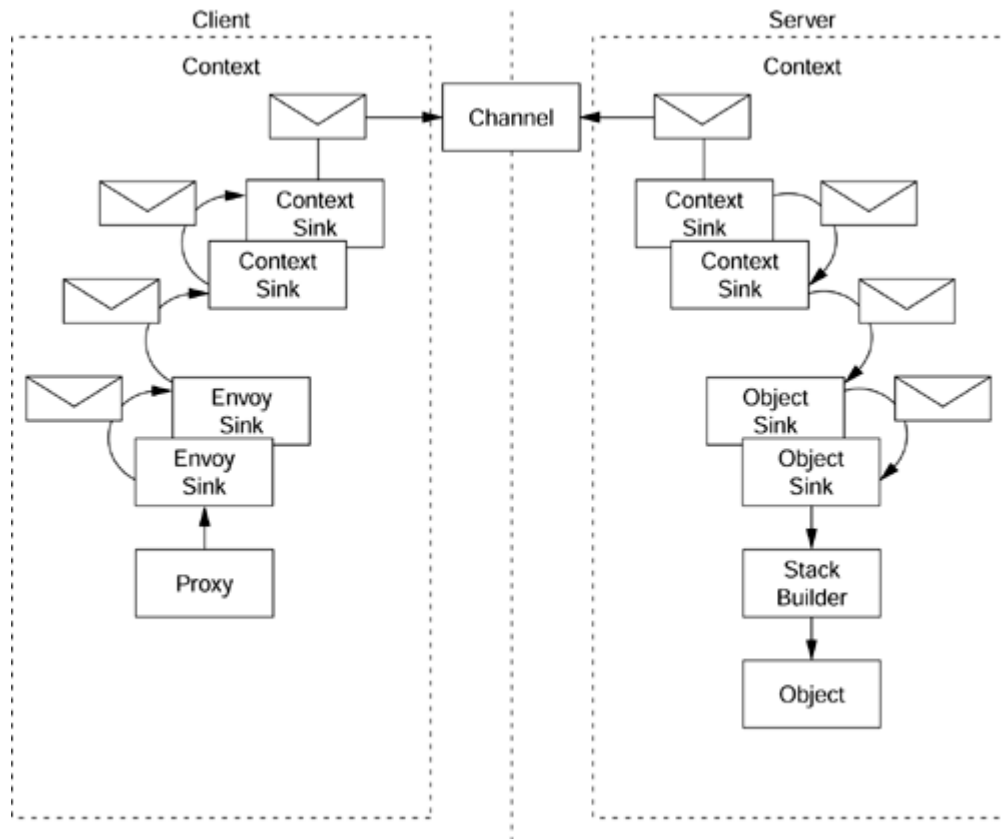 Client
Server
Context
Context
Channel
Context
Sink
Context
Sink
Context
Sink
Context
Sink
Envoy
Sink
Envoy
Sink
Object
Sink
Object
Sink
Proxy
Stack
Builder
Object